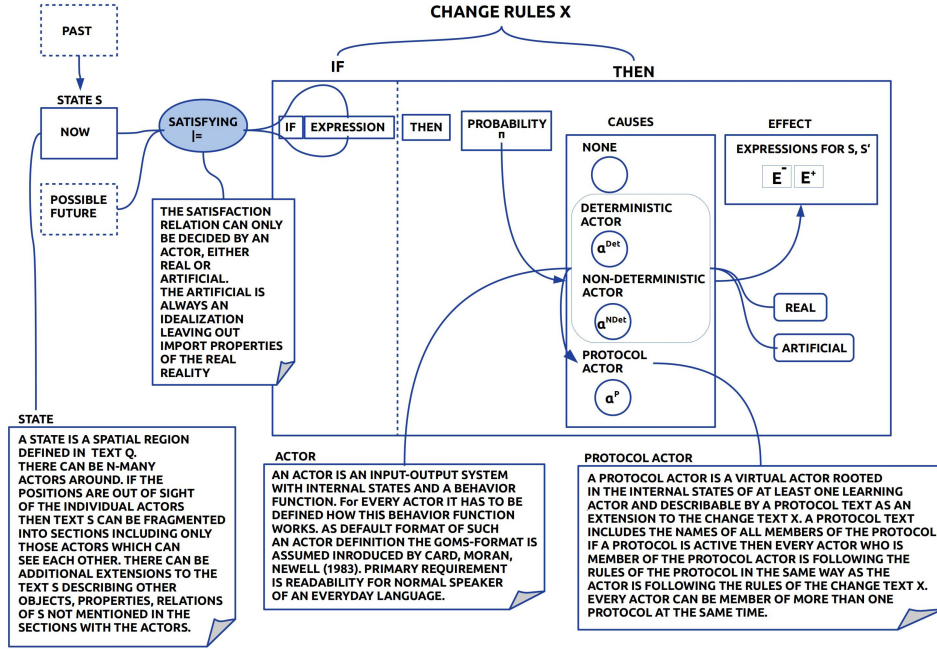 CHANGE RULES X
PAST
IF
THEN
STATE S
NOW
SATISFYING
|=
IF
EXPRESSION
THEN
PROBABILITY
π
CAUSES
EFFECT
NONE
EXPRESSIONS FOR S, S'
E-
E+
POSSIBLE
FUTURE
DETERMINISTIC
ACTOR
aDet
NON-DETERMINISTIC
ACTOR
aNDet
REAL
ARTIFICIAL
PROTOCOL
ACTOR
aP
THE SATISFACTION
RELATION CAN ONLY
BE DECIDED BY AN
ACTOR, EITHER
REAL OR
ARTIFICIAL.
THE ARTIFICIAL IS
ALWAYS AN
IDEALIZATION
LEAVING OUT
IMPORT PROPERTIES
OF THE REAL
REALITY
STATE
A STATE IS A SPATIAL REGION
DEFINED IN TEXT Q.
THERE CAN BE N-MANY
ACTORS AROUND. IF THE
POSITIONS ARE OUT OF SIGHT
OF THE INDIVIDUAL ACTORS
THEN TEXT S CAN BE FRAGMENTED
INTO SECTIONS INCLUDING ONLY
THOSE ACTORS WHICH CAN
SEE EACH OTHER. THERE CAN BE
ADDITIONAL EXTENSIONS TO THE
TEXT S DESCRIBING OTHER
OBJECTS, PROPERTIES, RELATIONS
OF S NOT MENTIONED IN THE
SECTIONS WITH THE ACTORS.
ACTOR
AN ACTOR IS AN INPUT-OUTPUT SYSTEM
WITH INTERNAL STATES AND A BEHAVIOR
FUNCTION. For EVERY ACTOR IT HAS TO BE
DEFINED HOW THIS BEHAVIOR FUNCTION
WORKS. AS DEFAULT FORMAT OF SUCH
AN ACTOR DEFINITION THE GOMS-FORMAT IS
ASSUMED INRODUCED BY CARD, MORAN,
NEWELL (1983). PRIMARY REQUIREMENT
IS READABILITY FOR NORMAL SPEAKER
OF AN EVERYDAY LANGUAGE.
PROTOCOL ACTOR
A PROTOCOL ACTOR IS A VIRTUAL ACTOR ROOTED
IN THE INTERNAL STATES OF AT LEAST ONE LEARNING
ACTOR AND DESCRIBABLE BY A PROTOCOL TEXT AS AN
EXTENSION TO THE CHANGE TEXT X. A PROTOCOL TEXT
INCLUDES THE NAMES OF ALL MEMBERS OF THE PROTOCOL
IF A PROTOCOL IS ACTIVE THEN EVERY ACTOR WHO IS
MEMBER OF THE PROTOCOL ACTOR IS FOLLOWING THE
RULES OF THE PROTOCOL IN THE SAME WAY AS THE
ACTOR IS FOLLOWING THE RULES OF THE CHANGE TEXT X.
EVERY ACTOR CAN BE MEMBER OF MORE THAN ONE
PROTOCOL AT THE SAME TIME.